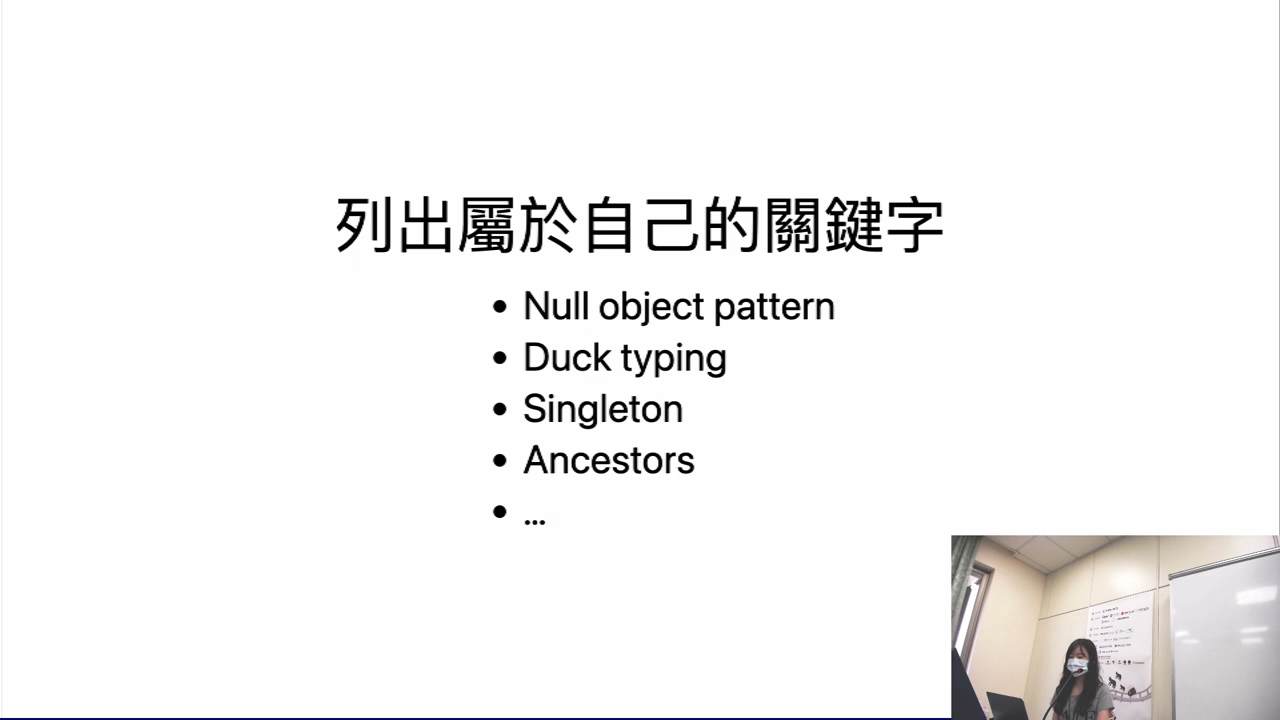 列出屬於自己的關鍵字
• Null object pattern
• Duck typing
• Singleton
• Ancestors
• …